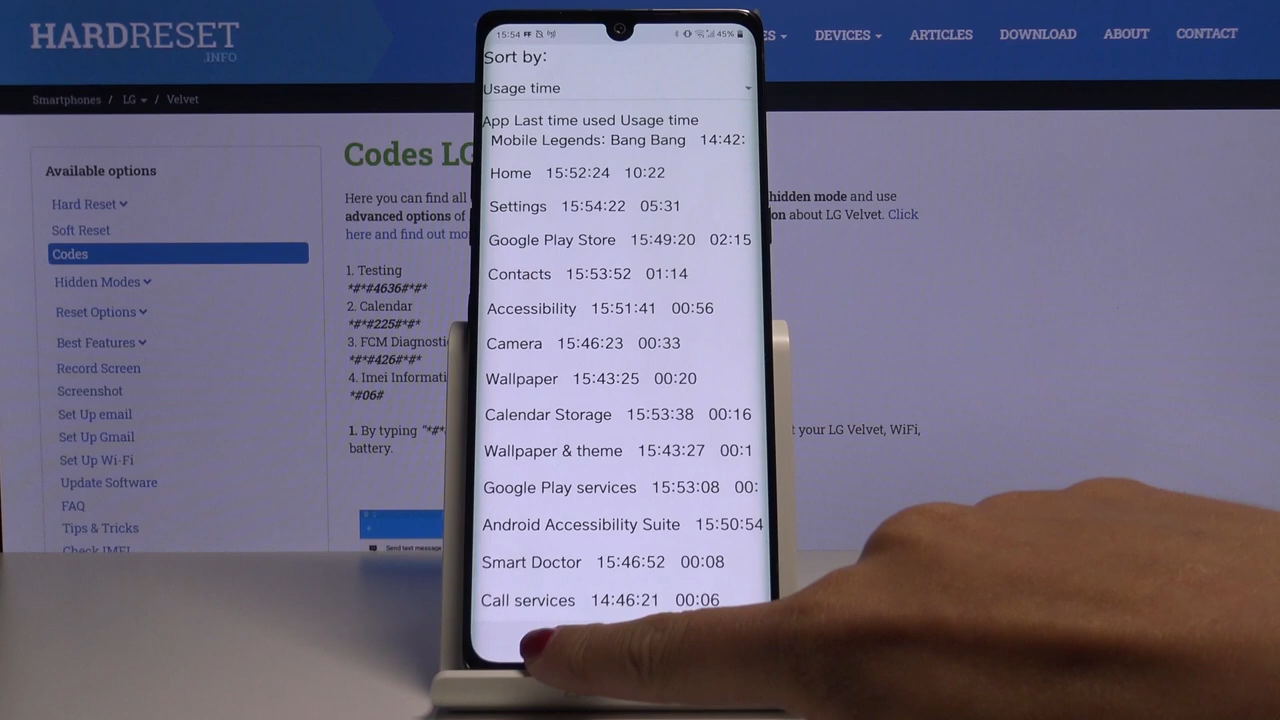 HARDRESET
.INFO
DEVICES
ARTICLES
DOWNLOAD
ABOUT
CONTACT
Smartphones / LG / Velvet
Available options
Hard Reset
Soft Reset
Codes
Hidden Modes
Reset Options
Best Features
Record Screen
Screenshot
Set Up email
Set Up Gmail
Set Up Wi-Fi
Update Software
FAQ
Tips & Tricks
Check IMEI
Codes LG
Here you can find all
hidden mode and use
advanced options of
about LG Velvet. Click
here and find out
1. Testing
*#*#4636#*#*
2. Calendar
*#*#225#*#*
3. FCM
*#*#426#*#*
4. Imei
*#06#
1. By typing "*#*
your LG Velvet, WiFi,
battery.
Send text message
15:54
45%
Sort by:
Usage time
App Last time used Usage time
Mobile Legends: Bang Bang 14:42:
Home 15:52:24 10:22
Settings 15:54:22 05:31
Google Play Store 15:49:20 02:15
Contacts 15:53:52 01:14
Accessibility 15:51:41 00:56
Camera 15:46:23 00:33
Wallpaper 15:43:25 00:20
Calendar Storage 15:53:38 00:16
Wallpaper & theme 15:43:27 00:1
Google Play services 15:53:08 00:
Android Accessibility Suite 15:50:54
Smart Doctor 15:46:52 00:08
Call services 14:46:21 00:06